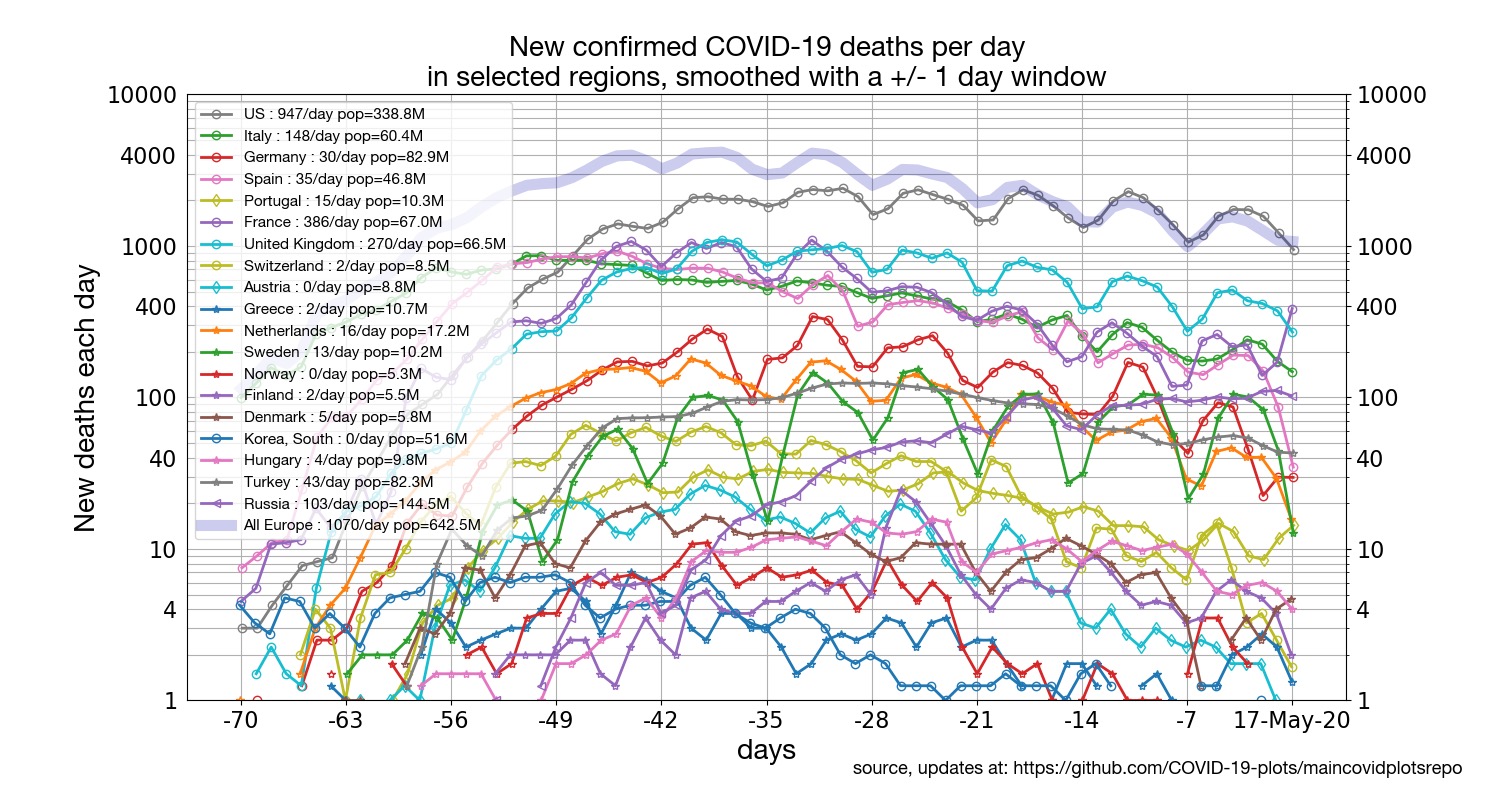 New confirmed COVID-19 deaths per day
in selected regions, smoothed with a +/- 1 day window
10000
4000
1000
400
100
40
10
4
1
New deaths each day
US : 947/day pop=338.8M
Italy : 148/day pop=60.4M
Germany : 30/day pop=82.9M
Spain : 35/day pop=46.8M
Portugal : 15/day pop=10.3M
France : 386/day pop=67.0M
United Kingdom : 270/day pop=66.5M
Switzerland : 2/day pop=8.5M
Austria : 0/day pop=8.8M
Greece : 2/day pop=10.7M
Netherlands : 16/day pop=17.2M
Sweden : 13/day pop=10.2M
Norway : 0/day pop=5.3M
Finland : 2/day pop=5.5M
Denmark : 5/day pop=5.8M
Korea, South : 0/day pop=51.6M
Hungary : 4/day pop=9.8M
Turkey : 43/day pop=82.3M
Russia : 103/day pop=144.5M
All Europe : 1070/day pop=642.5M
10000
4000
1000
400
100
40
10
4
1
-70 -63 -56 -49 -42 -35 -28 -21 -14 -7 17-May-20
days
source, updates at: https://github.com/COVID-19-plots/maincovidplotsrepo